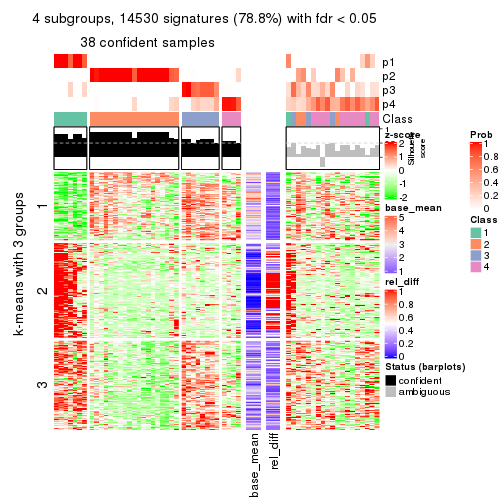 4 subgroups, 14530 signatures (78.8%) with fdr < 0.05
38 confident samples
p1
p2
p3
p4
Class
1
Silhouette
score
k-means with 3 groups
1
2
3
base_mean
rel_diff
z-score
2
1
0
-1
-2
base_mean
5
4
3
2
1
rel_diff
1
0.8
0.6
0.4
0.2
0
Status (barplots)
confident
ambiguous
Prob
1
0.8
0.6
0.4
0.2
0
Class
1
2
3
4